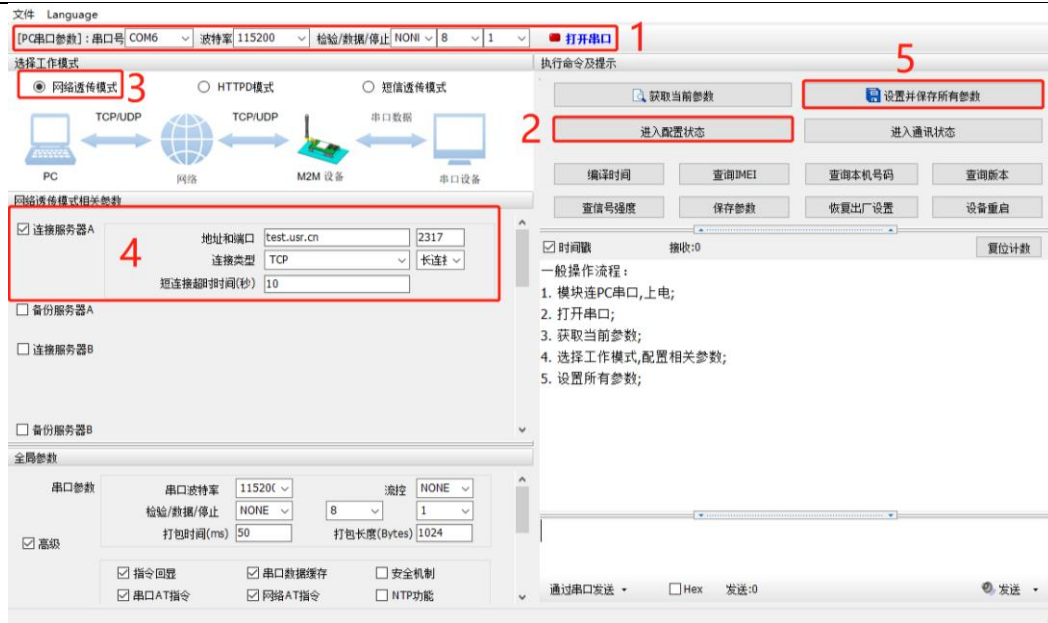 文件 Language
[PC串口参数]：串口号 COM6 波特率 115200 检验/数据/停止 NONI 8 1 打开串口 1
选择工作模式
网络透传模式 3 HTTPD模式 短信透传模式
TCP/UDP TCP/UDP 串口数据
PC 网络 M2M 设备 串口设备
网络透传模式相关参数
连接服务器A 4 地址和端口 test.usr.cn 2317
连接类型 TCP 长连接
短连接超时时间(秒) 10
备份服务器A
连接服务器B
备份服务器B
全局参数
串口参数 串口波特率 115200 流控 NONE
检验/数据/停止 NONE 8 1
打包时间(ms) 50 打包长度(Bytes) 1024
高级
指令回显 串口数据缓存 安全机制
串口AT指令 网络AT指令 NTP功能
执行命令及提示 5
获取当前参数 设置并保存所有参数
2 进入配置状态 进入通讯状态
编译时间 查询IMEI 查询本机号码 查询版本
查信号强度 保存参数 恢复出厂设置 设备重启
时间戳 接收:0 复位计数
一般操作流程：
1. 模块连PC串口,上电;
2. 打开串口;
3. 获取当前参数;
4. 选择工作模式,配置相关参数;
5. 设置所有参数;
通过串口发送 Hex 发送:0 发送